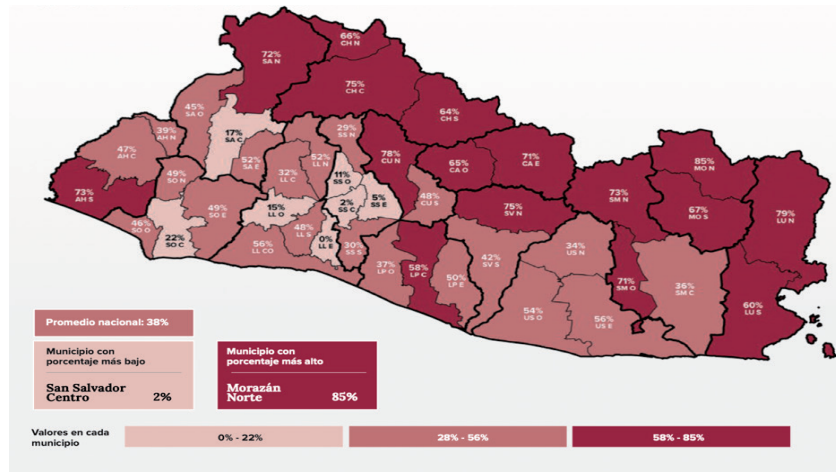 66%
CH N
72%
SA N
75%
CH C
64%
CH S
45%
SA O
39%
AH N
17%
SA C
29%
SS N
47%
AH C
52%
SA E
52%
LL N
32%
LL C
78%
CU N
65%
CA O
71%
CA E
85%
MO N
73%
AH S
49%
SO N
11%
SS O
5%
SS E
2%
SS C
48%
CU S
75%
SV N
73%
SM N
67%
MO S
79%
LU N
46%
SO O
22%
SO C
49%
SO E
15%
LL O
48%
LL S
56%
LL CO
0%
LL E
30%
SS S
37%
LP O
58%
LP C
50%
LP E
42%
SV S
34%
US N
71%
SM O
36%
SM C
60%
LU S
54%
US O
56%
US E
Promedio nacional: 38%
Municipio con
porcentaje más bajo
San Salvador
Centro 2%
Municipio con
porcentaje más alto
Morazán
Norte 85%
Valores en cada
municipio
0% - 22%
28% - 56%
58% - 85%